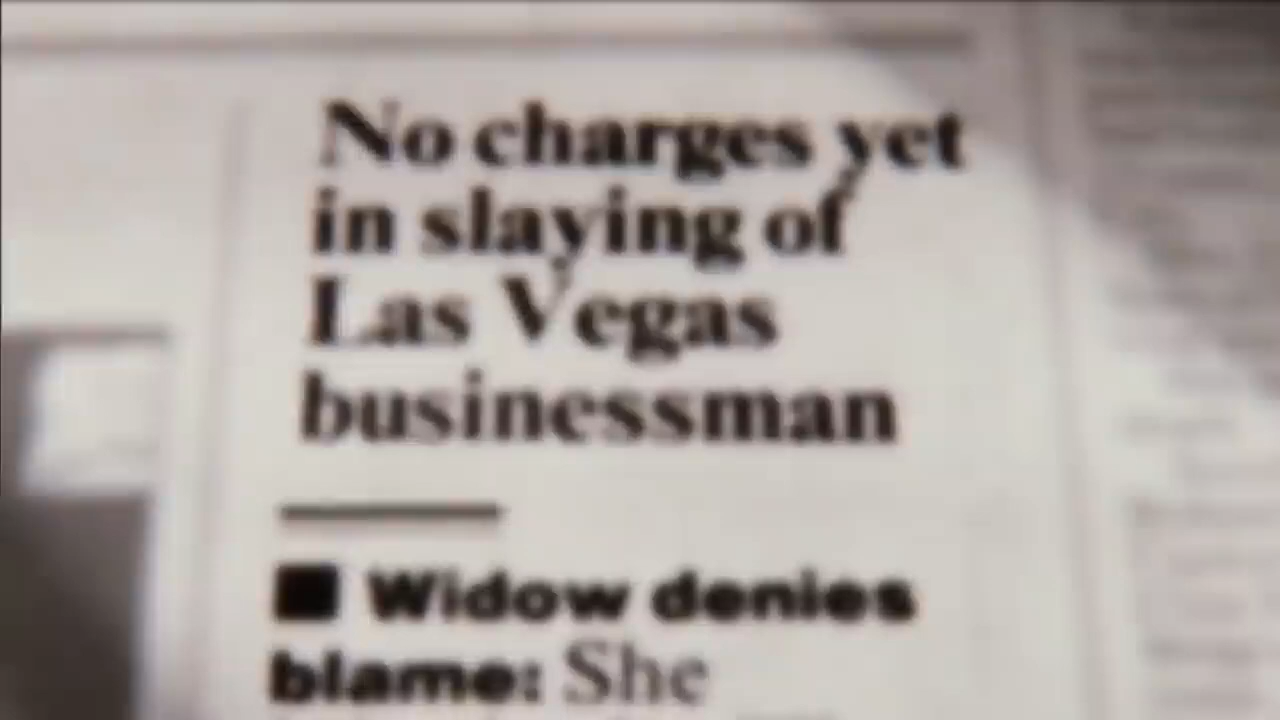 No charges yet
in slaying of
Las Vegas
businessman
■ Widow denies
blame: She